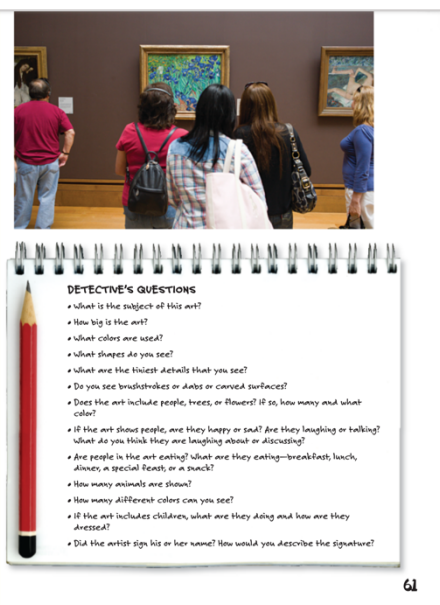 DETECTIVE'S QUESTIONS
• What is the subject of this art?
• How big is the art?
• What colors are used?
• What shapes do you see?
• What are the tiniest details that you see?
• Do you see brushstrokes or dabs or carved surfaces?
• Does the art include people, trees, or flowers? If so, how many and what
color?
• If the art shows people, are they happy or sad? Are they laughing or talking?
What do you think they are laughing about or discussing?
• Are people in the art eating? What are they eating—breakfast, lunch,
dinner, a special feast, or a snack?
• How many animals are shown?
• How many different colors can you see?
• If the art includes children, what are they doing and how are they
dressed?
• Did the artist sign his or her name? How would you describe the signature?
61